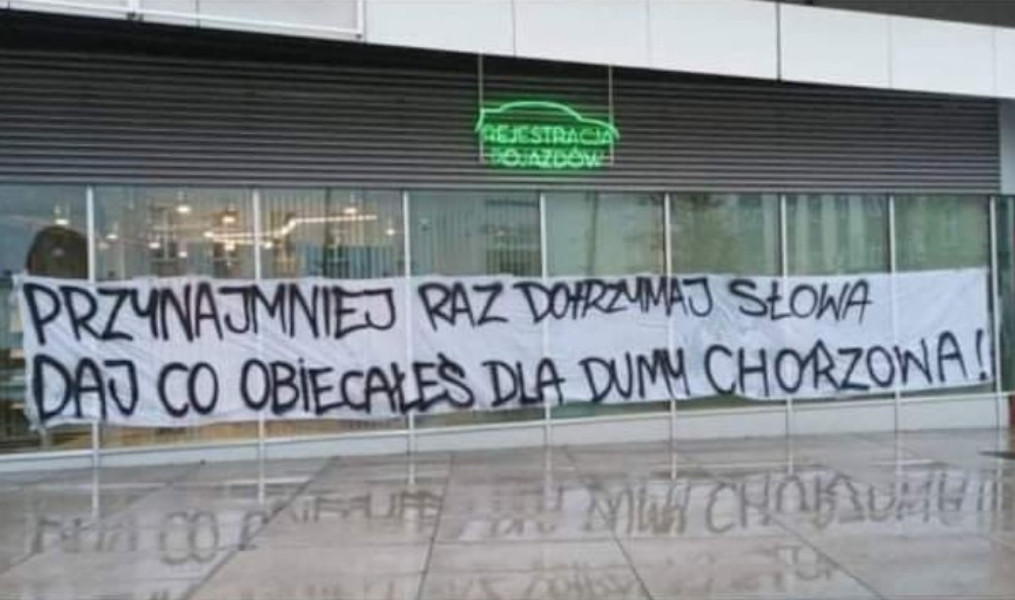 REJESTRACJA
POJAZDÓW
PRZYNAJMNIEJ RAZ DOTRZYMAJ SŁOWA
DAJ CO OBIECAŁEŚ DLA DUMY CHORZOWA!